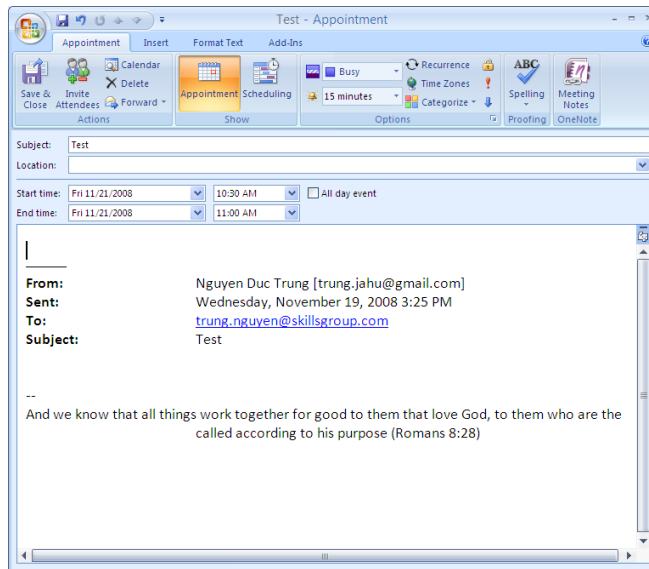 Test - Appointment
Appointment Insert Format Text Add-Ins
Save & Close
Invite Attendees
Calendar
Delete
Forward
Actions
Appointment
Scheduling
Show
Busy
15 minutes
Recurrence
Time Zones
Categorize
Options
ABC
Spelling
Proofing
Meeting Notes
OneNote
Subject: Test
Location:
Start time: Fri 11/21/2008 10:30 AM All day event
End time: Fri 11/21/2008 11:00 AM
From: Nguyen Duc Trung [trung.jahu@gmail.com]
Sent: Wednesday, November 19, 2008 3:25 PM
To: trung.nguyen@skillsgroup.com
Subject: Test
--
And we know that all things work together for good to them that love God, to them who are the
called according to his purpose (Romans 8:28)